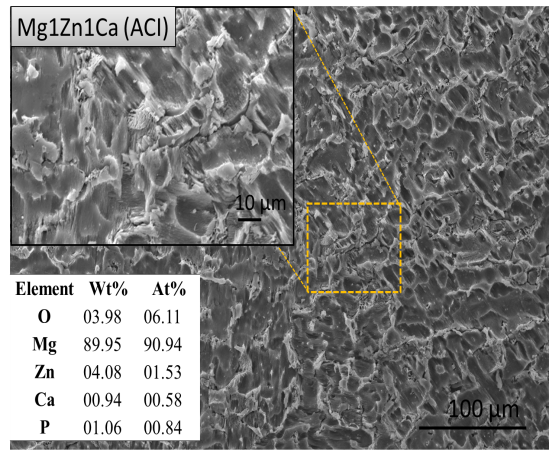 Mg1Zn1Ca (ACI)
10 µm
Element Wt% At%
O 03.98 06.11
Mg 89.95 90.94
Zn 04.08 01.53
Ca 00.94 00.58
P 01.06 00.84
100 µm